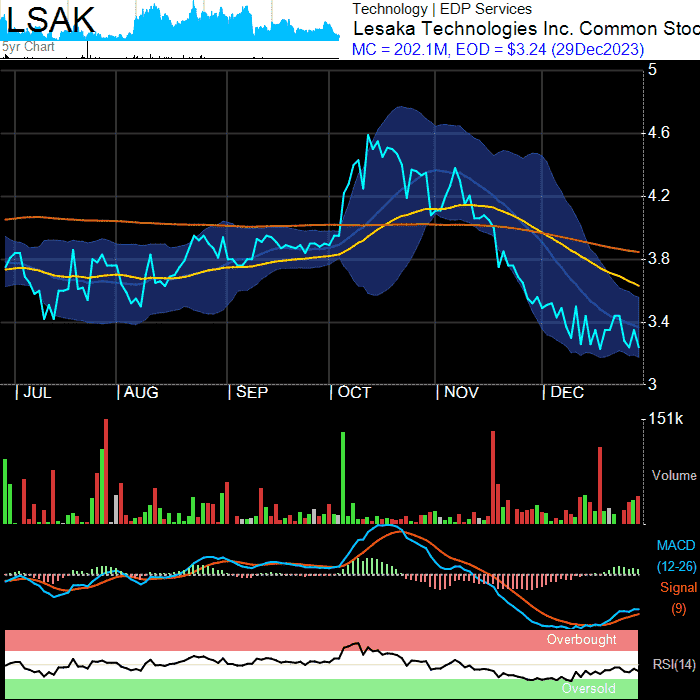 LSAK
5yr Chart
Technology | EDP Services
Lesaka Technologies Inc. Common Stoc
MC = 202.1M, EOD = $3.24 (29Dec2023)
5
4.6
4.2
3.8
3.4
3
| JUL | AUG | SEP | OCT | NOV | DEC
151k
Volume
MACD
(12-26)
Signal
(9)
Overbought
RSI(14)
Oversold